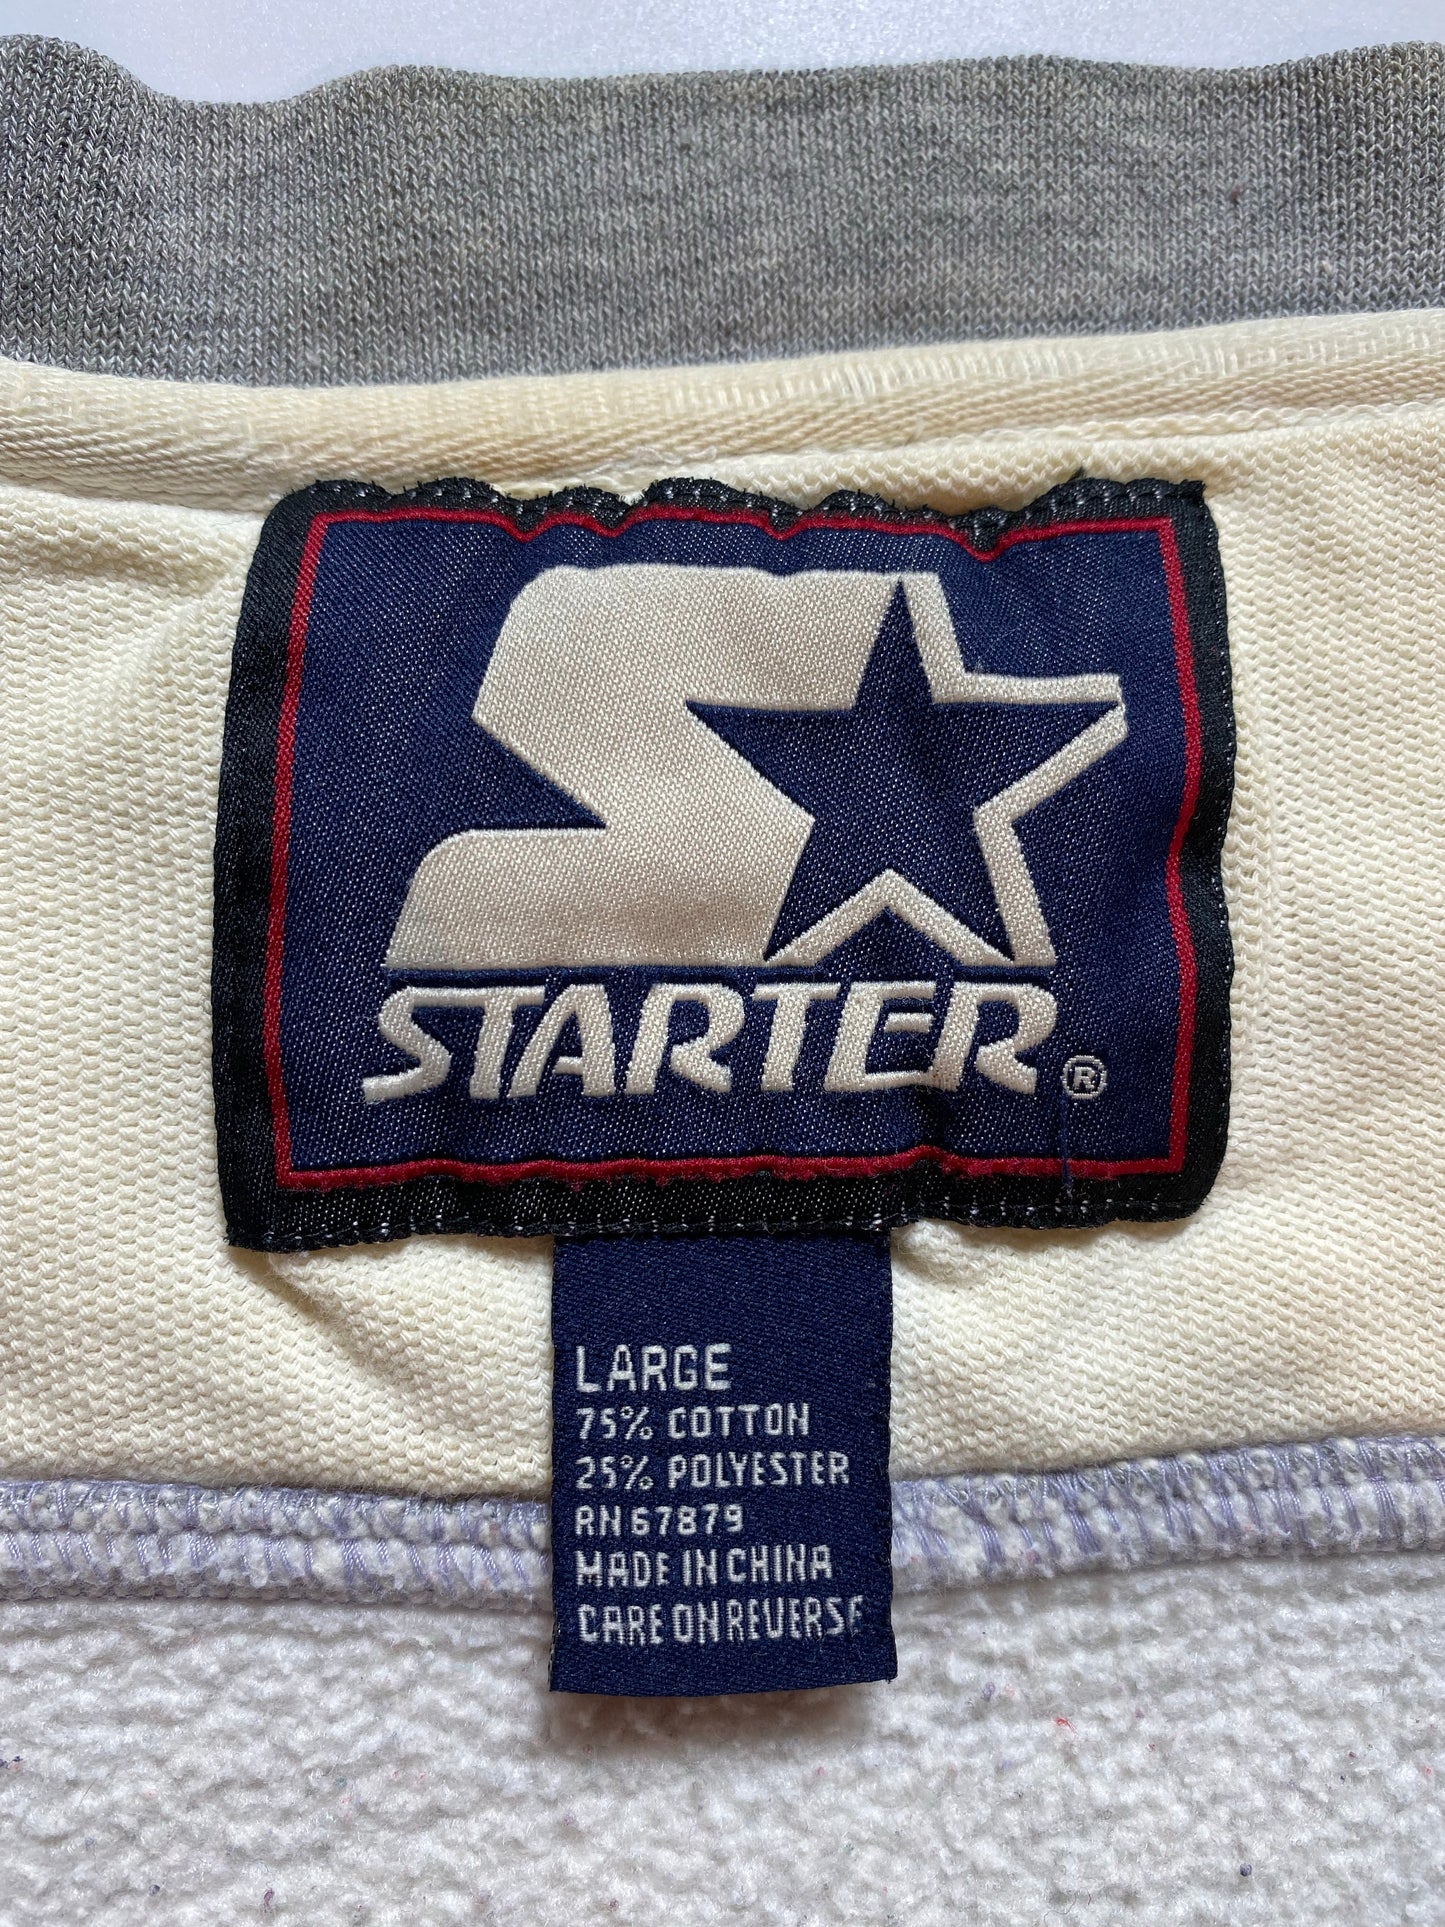 STARTER®
LARGE
75% COTTON
25% POLYESTER
RN 67879
MADE IN CHINA
CARE ON REVERSE